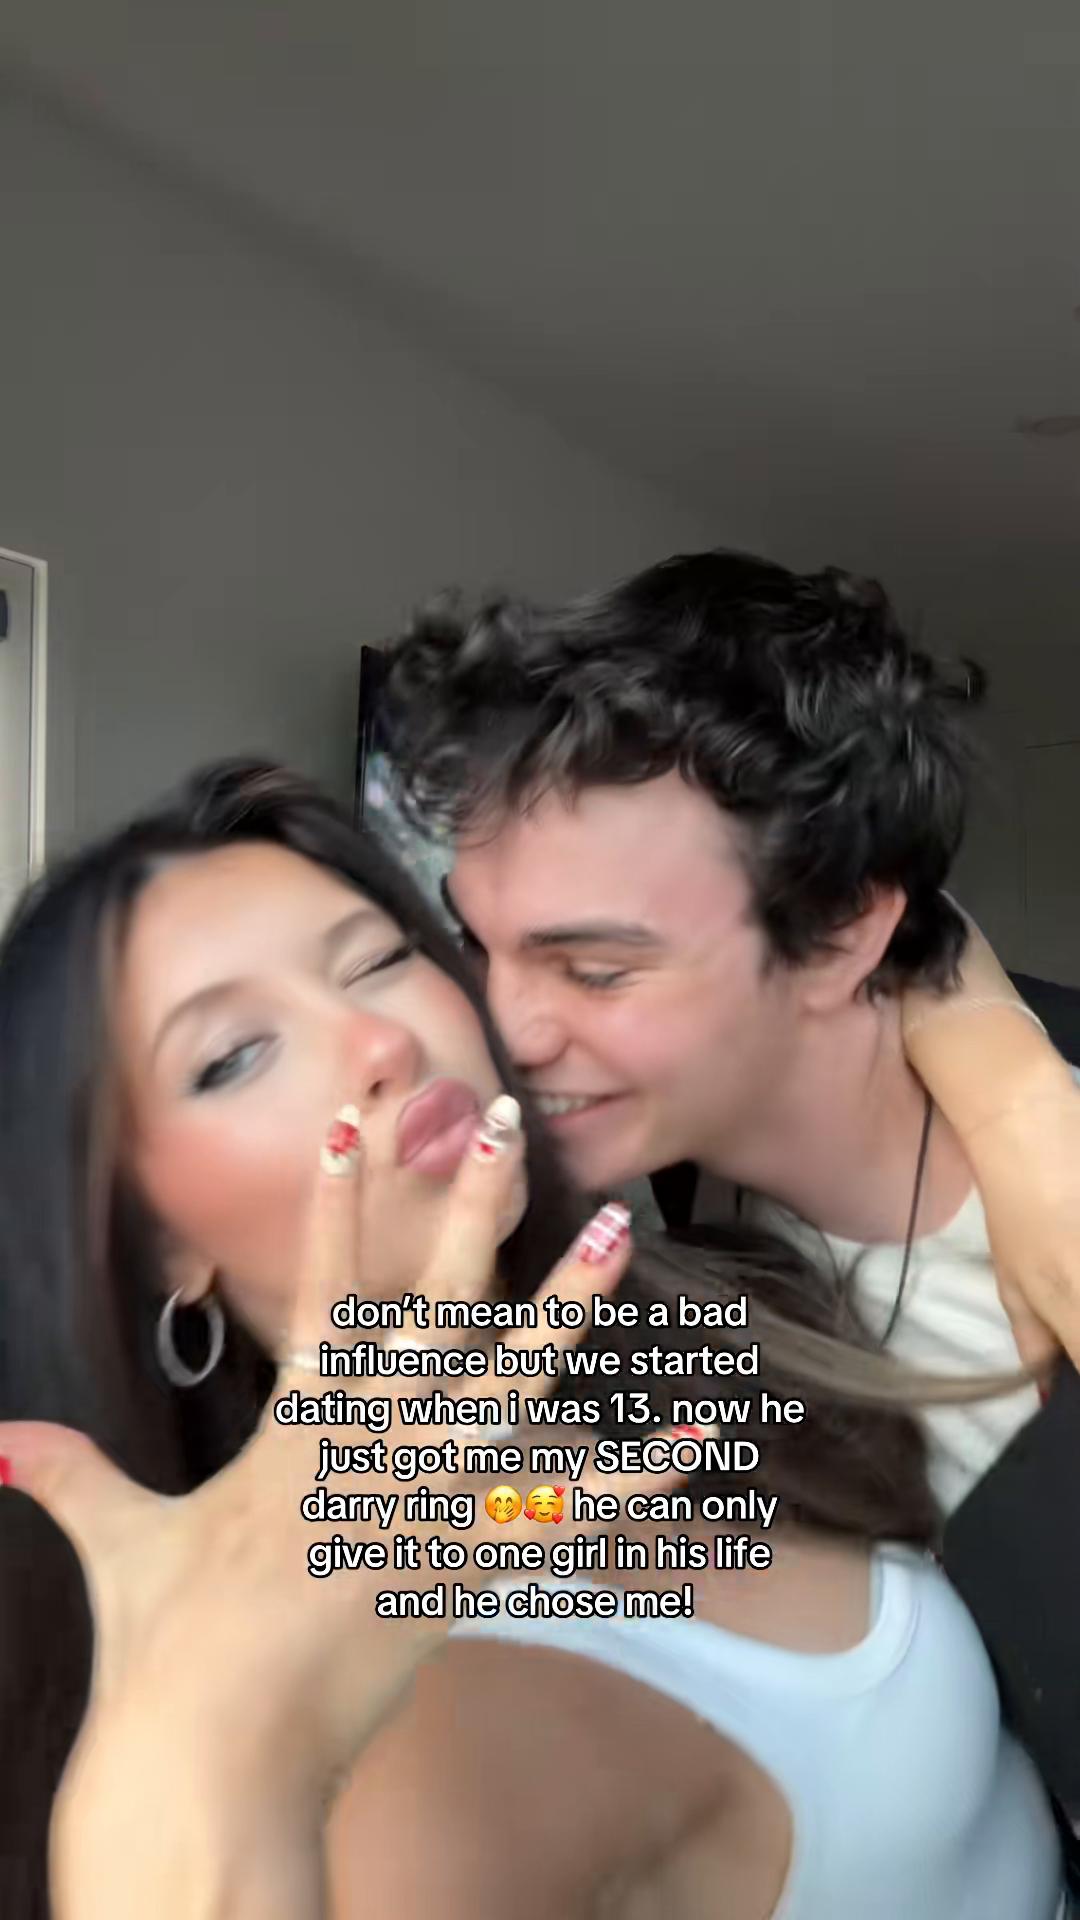 don't mean to be a bad
influence but we started
dating when i was 13. now he
just got me my SECOND
darry ring 🤭🥰 he can only
give it to one girl in his life
and he chose me!